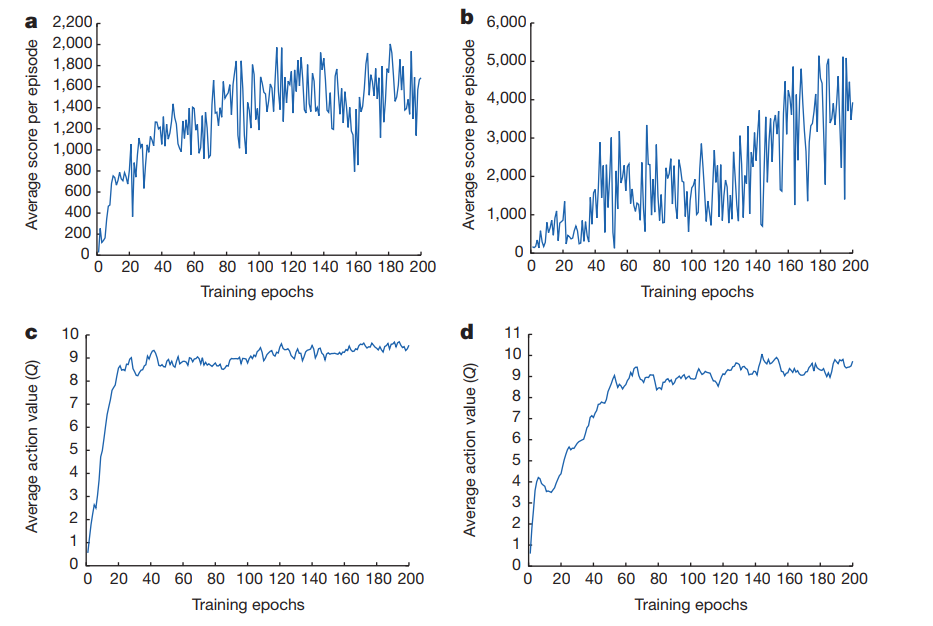 a
Average score per episode
2,200
2,000
1,800
1,600
1,400
1,200
1,000
800
600
400
200
0
0 20 40 60 80 100 120 140 160 180 200
Training epochs
b
Average score per episode
6,000
5,000
4,000
3,000
2,000
1,000
0
0 20 40 60 80 100 120 140 160 180 200
Training epochs
c
Average action value (Q)
10
9
8
7
6
5
4
3
2
1
0
0 20 40 60 80 100 120 140 160 180 200
Training epochs
d
Average action value (Q)
11
10
9
8
7
6
5
4
3
2
1
0
0 20 40 60 80 100 120 140 160 180 200
Training epochs